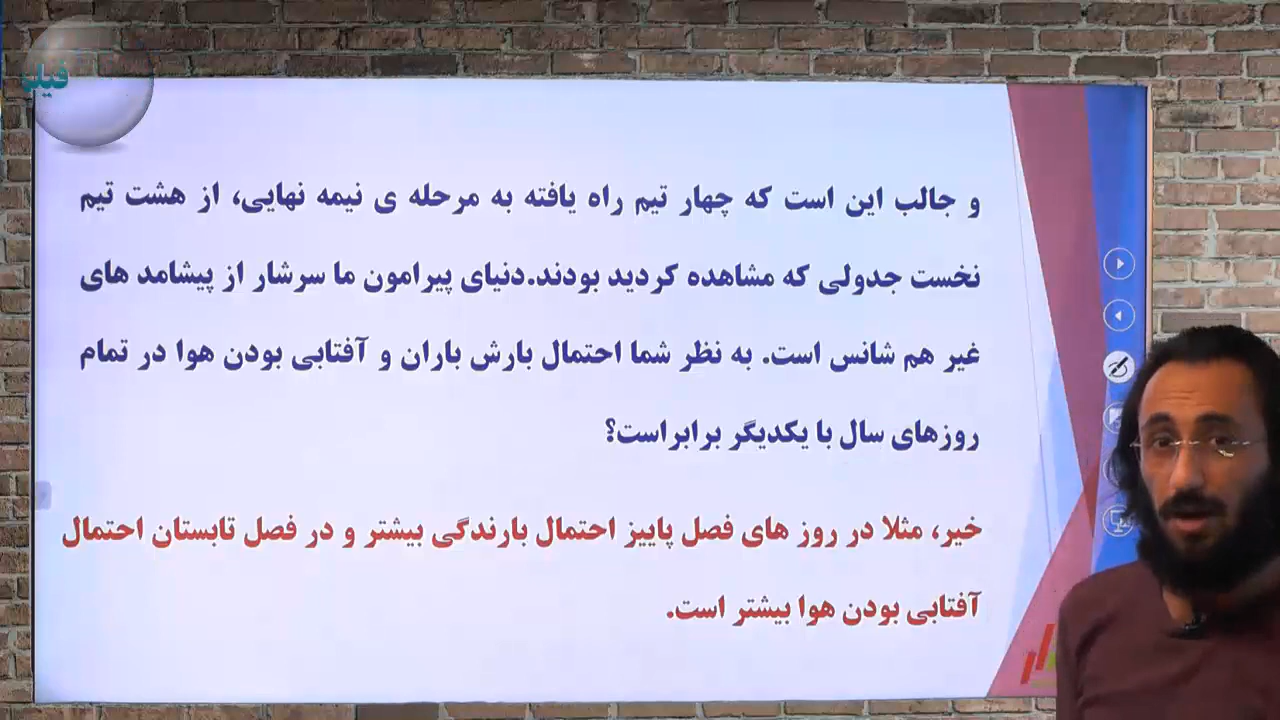 فیلم
و جالب این است که چهار تیم راه یافته به مرحله ی نیمه نهایی، از هشت تیم
نخست جدولی که مشاهده کردید بودند.دنیای پیرامون ما سرشار از پیشامد های
غیر هم شانس است. به نظر شما احتمال بارش باران و آفتابی بودن هوا در تمام
روزهای سال با یکدیگر برابراست؟
خیر، مثلا در روز های فصل پاییز احتمال بارندگی بیشتر و در فصل تابستان احتمال
آفتابی بودن هوا بیشتر است.